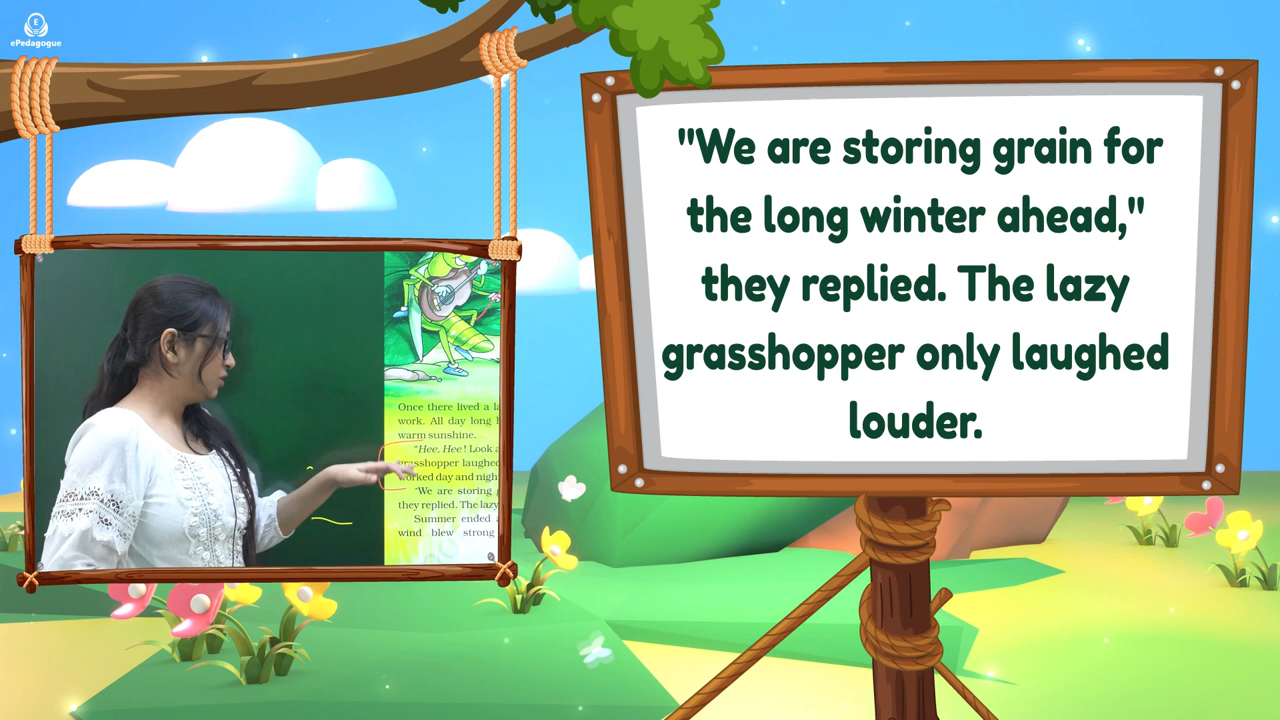 E
ePedagogue
"We are storing grain for
the long winter ahead,"
they replied. The lazy
grasshopper only laughed
louder.
Once there lived a
work. All day long
warm sunshine.
"Hee, Hee! Look
grasshopper laughed
worked day and nigh
"We are storing
they replied. The lazy
Summer ended
wind blew strong